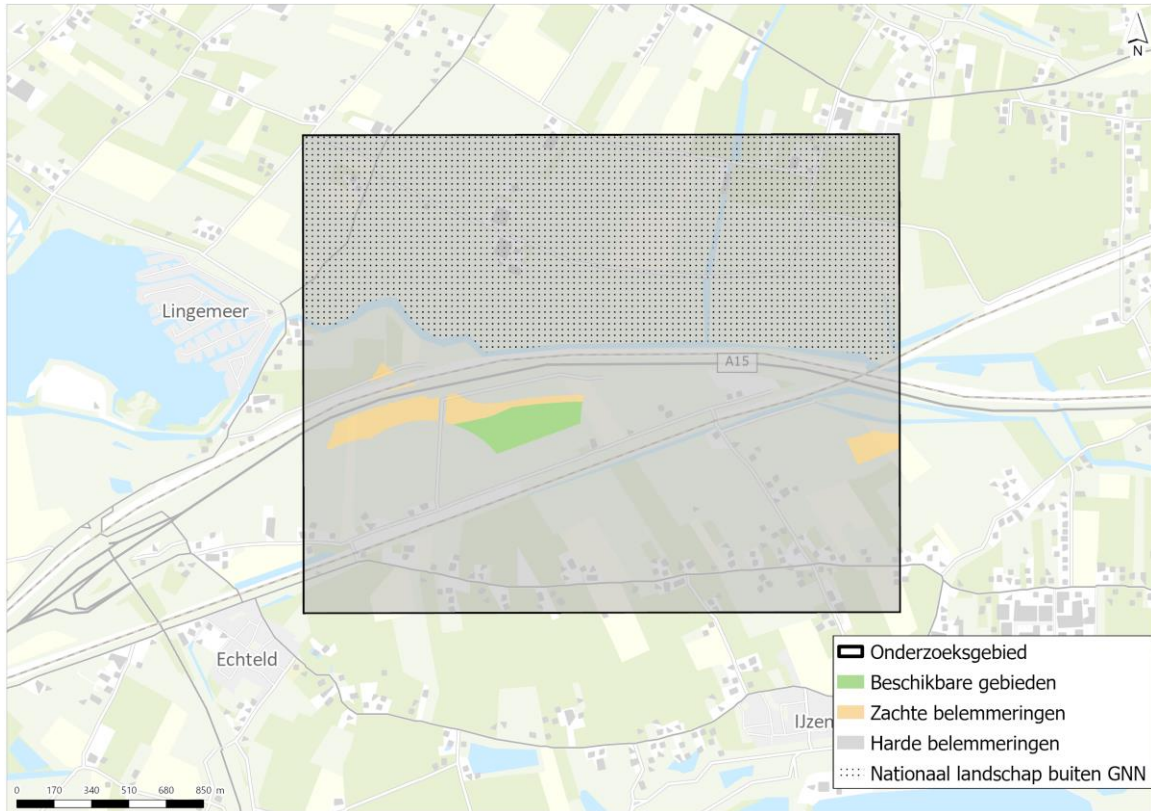 N
Lingemeer
A15
Echteld
Onderzoeksgebied
Beschikbare gebieden
Zachte belemmeringen
IJzen
Harde belemmeringen
Nationaal landschap buiten GNN
0 170 340 510 680 850 m